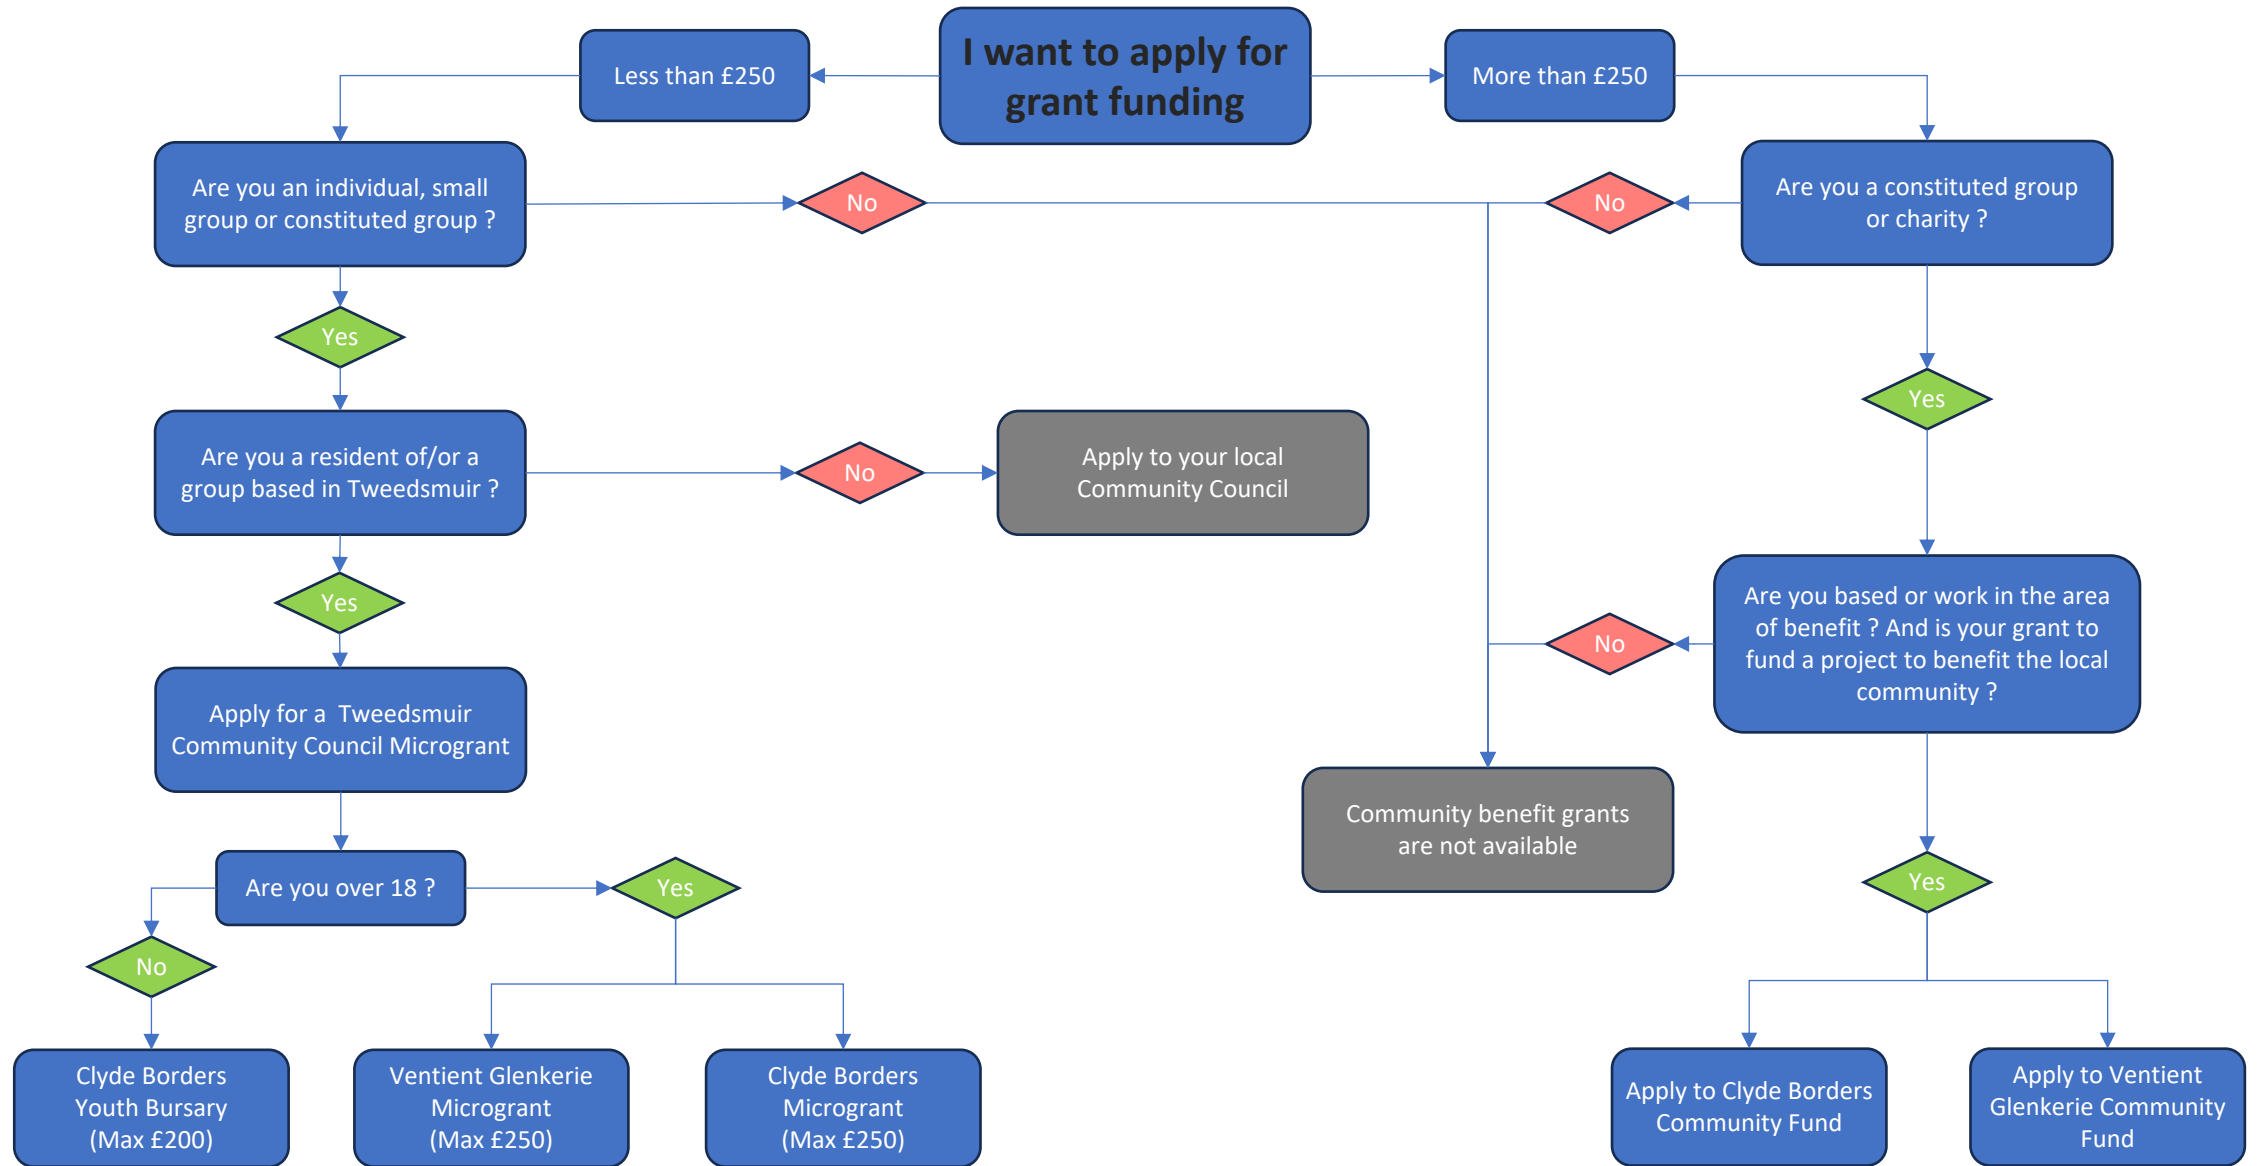 I want to apply for
grant funding
Less than £250
More than £250
Are you an individual, small
group or constituted group ?
No
No
Are you a constituted group
or charity ?
Yes
Yes
Are you a resident of/or a
group based in Tweedsmuir ?
No
Apply to your local
Community Council
Yes
Are you based or work in the area
of benefit ? And is your grant to
fund a project to benefit the local
community ?
No
Apply for a  Tweedsmuir
Community Council Microgrant
Community benefit grants
are not available
Are you over 18 ?
Yes
Yes
No
Clyde Borders
Youth Bursary
(Max £200)
Ventient Glenkerie
Microgrant
(Max £250)
Clyde Borders
Microgrant
(Max £250)
Apply to Clyde Borders
Community Fund
Apply to Ventient
Glenkerie Community
Fund